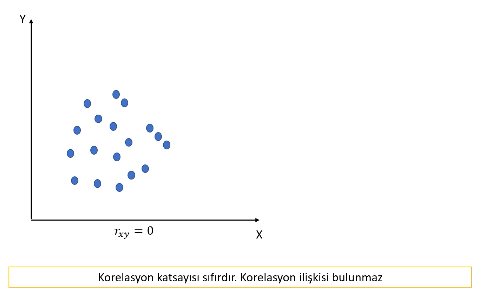 Y
r_xy = 0
X
Korelasyon katsayısı sıfırdır. Korelasyon ilişkisi bulunmaz